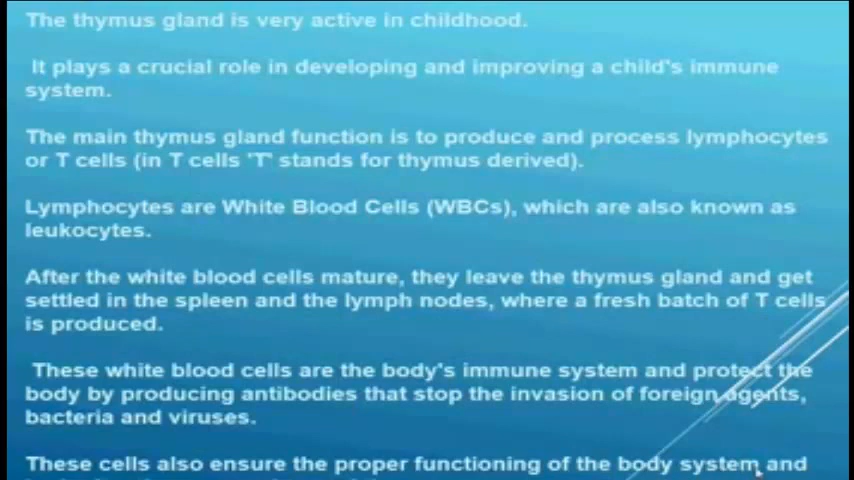 The thymus gland is very active in childhood.
It plays a crucial role in developing and improving a child's immune
system.
The main thymus gland function is to produce and process lymphocytes
or T cells (in T cells 'T' stands for thymus derived).
Lymphocytes are White Blood Cells (WBCs), which are also known as
leukocytes.
After the white blood cells mature, they leave the thymus gland and get
settled in the spleen and the lymph nodes, where a fresh batch of T cells
is produced.
These white blood cells are the body's immune system and protect the
body by producing antibodies that stop the invasion of foreign agents,
bacteria and viruses.
These cells also ensure the proper functioning of the body system and